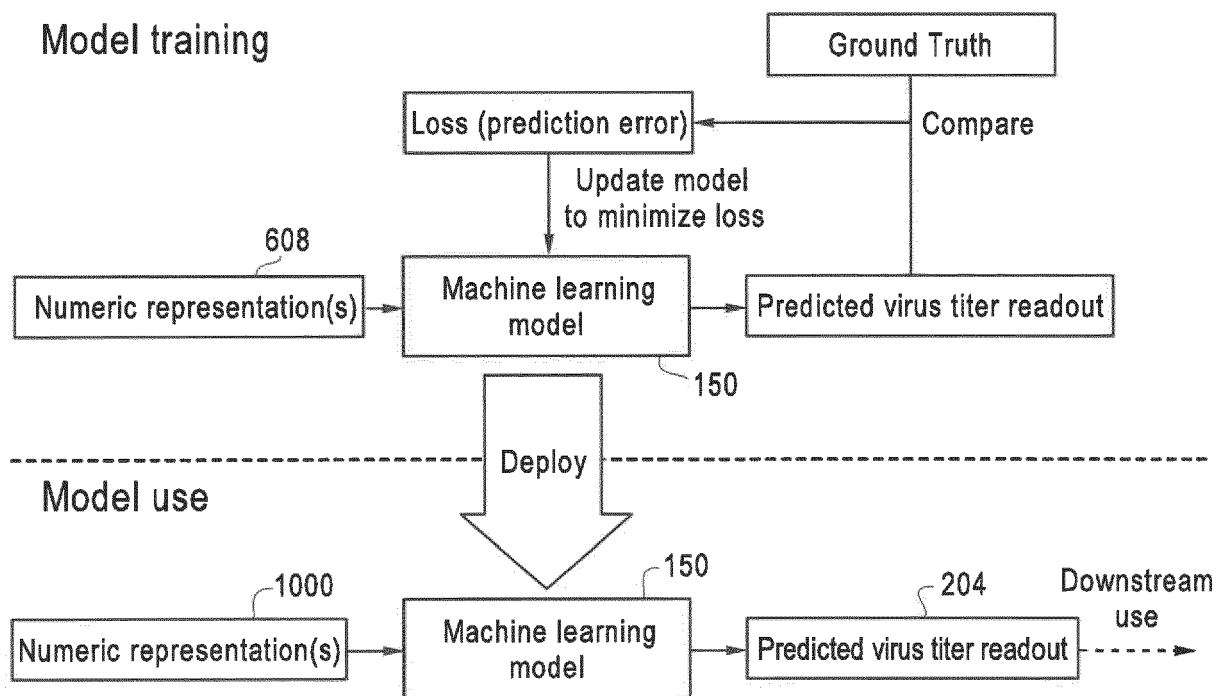 Model training
Ground Truth
Loss (prediction error)
Compare
Update model
to minimize loss
608
Numeric representation(s)
Machine learning
model
Predicted virus titer readout
150
Deploy
Model use
1000
150
204
Downstream
use
Numeric representation(s)
Machine learning
model
Predicted virus titer readout